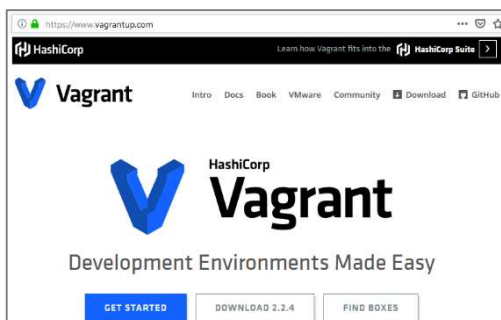 https://www.vagrantup.com
HashiCorp
Learn how Vagrant fits into the HashiCorp Suite
Vagrant
Intro Docs Book VMware Community Download GitHub
HashiCorp
Vagrant
Development Environments Made Easy
GET STARTED DOWNLOAD 2.2.4 FIND BOXES